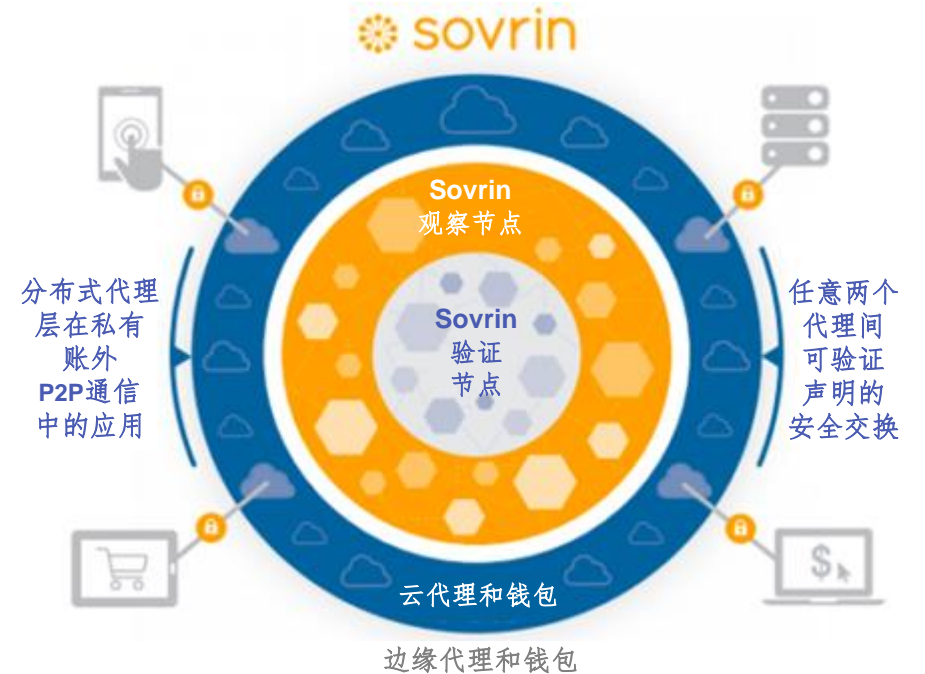 sovrin
Sovrin
观察节点
分布式代理
层在私有
账外
P2P通信
中的应用
Sovrin
验证
节点
任意两个
代理间
可验证
声明的
安全交换
$
云代理和钱包
边缘代理和钱包